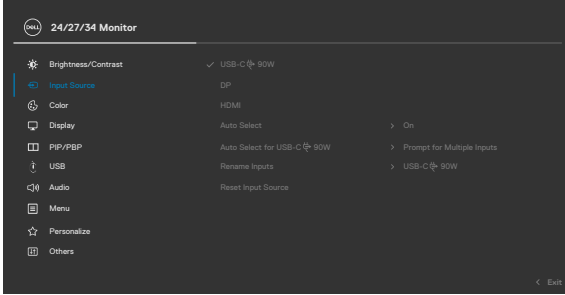 DELL 24/27/34 Monitor
Brightness/Contrast ✓ USB-C 90W
Input Source DP
Color HDMI
Display Auto Select > On
PIP/PBP Auto Select for USB-C 90W > Prompt for Multiple Inputs
USB Rename Inputs > USB-C 90W
Audio Reset Input Source
Menu
Personalize
Others
< Exit